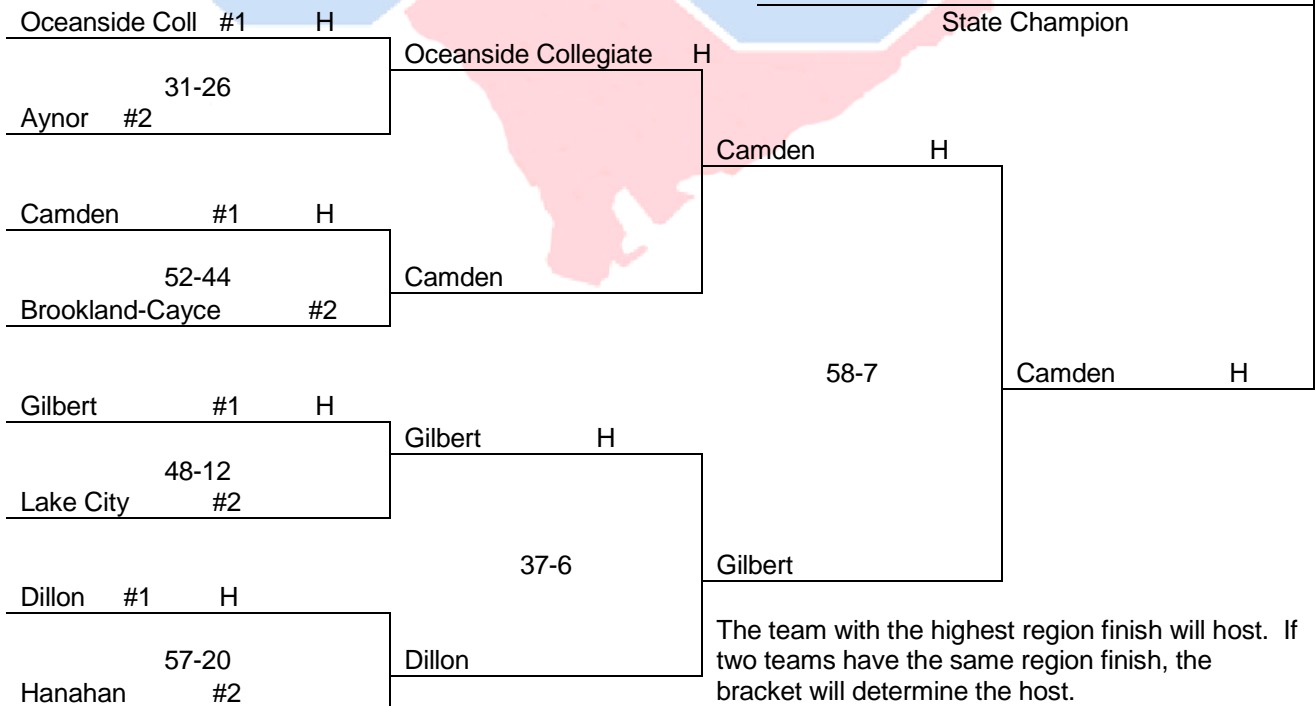 State Champion
Oceanside Coll #1 H
Oceanside Collegiate H
31-26
Aynor #2
Camden H
Camden #1 H
52-44
Camden
Brookland-Cayce #2
58-7
Camden H
Gilbert #1 H
Gilbert H
48-12
Lake City #2
37-6
Gilbert
Dillon #1 H
57-20
Dillon
Hanahan #2
The team with the highest region finish will host. If
two teams have the same region finish, the
bracket will determine the host.